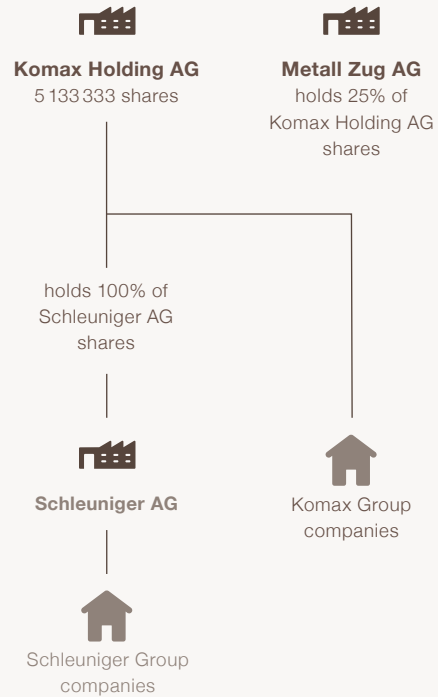 Komax Holding AG
5 133 333 shares
Metall Zug AG
holds 25% of
Komax Holding AG
shares
holds 100% of
Schleuniger AG
shares
Schleuniger AG
Komax Group
companies
Schleuniger Group
companies